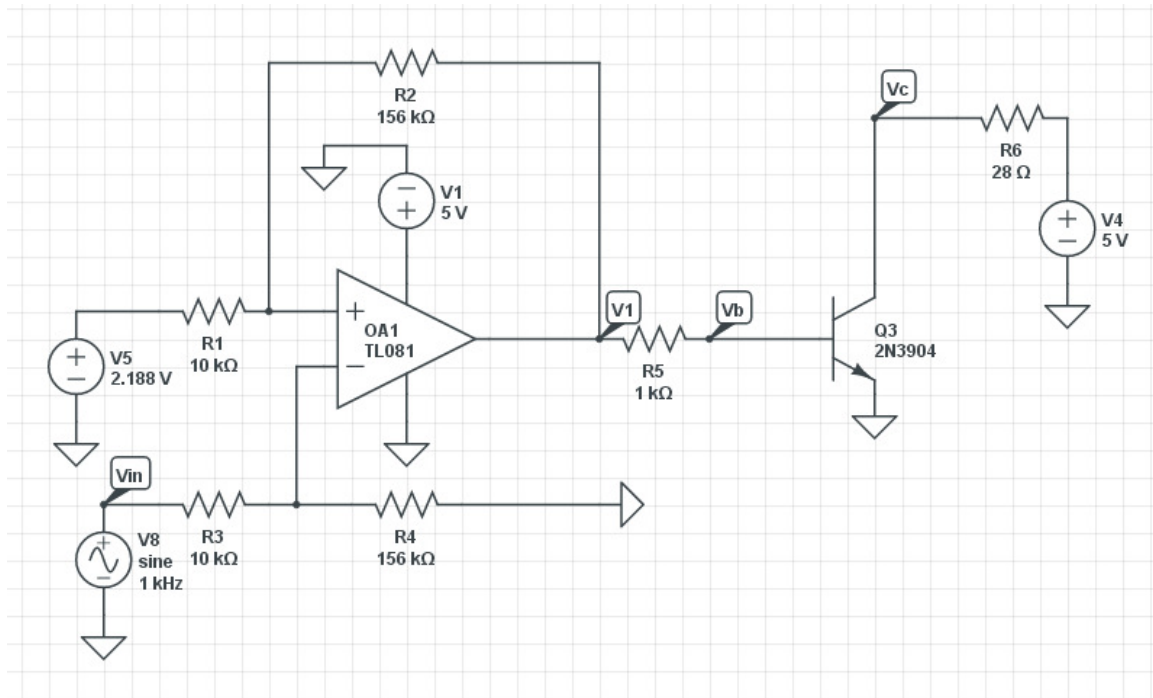 R2
156 kΩ
Vc
R6
28 Ω
V1
5 V
V4
5 V
+
OA1
TL081
−
V1
Vb
R1
10 kΩ
V5
2.188 V
R5
1 kΩ
Q3
2N3904
Vin
V8
sine
1 kHz
R3
10 kΩ
R4
156 kΩ